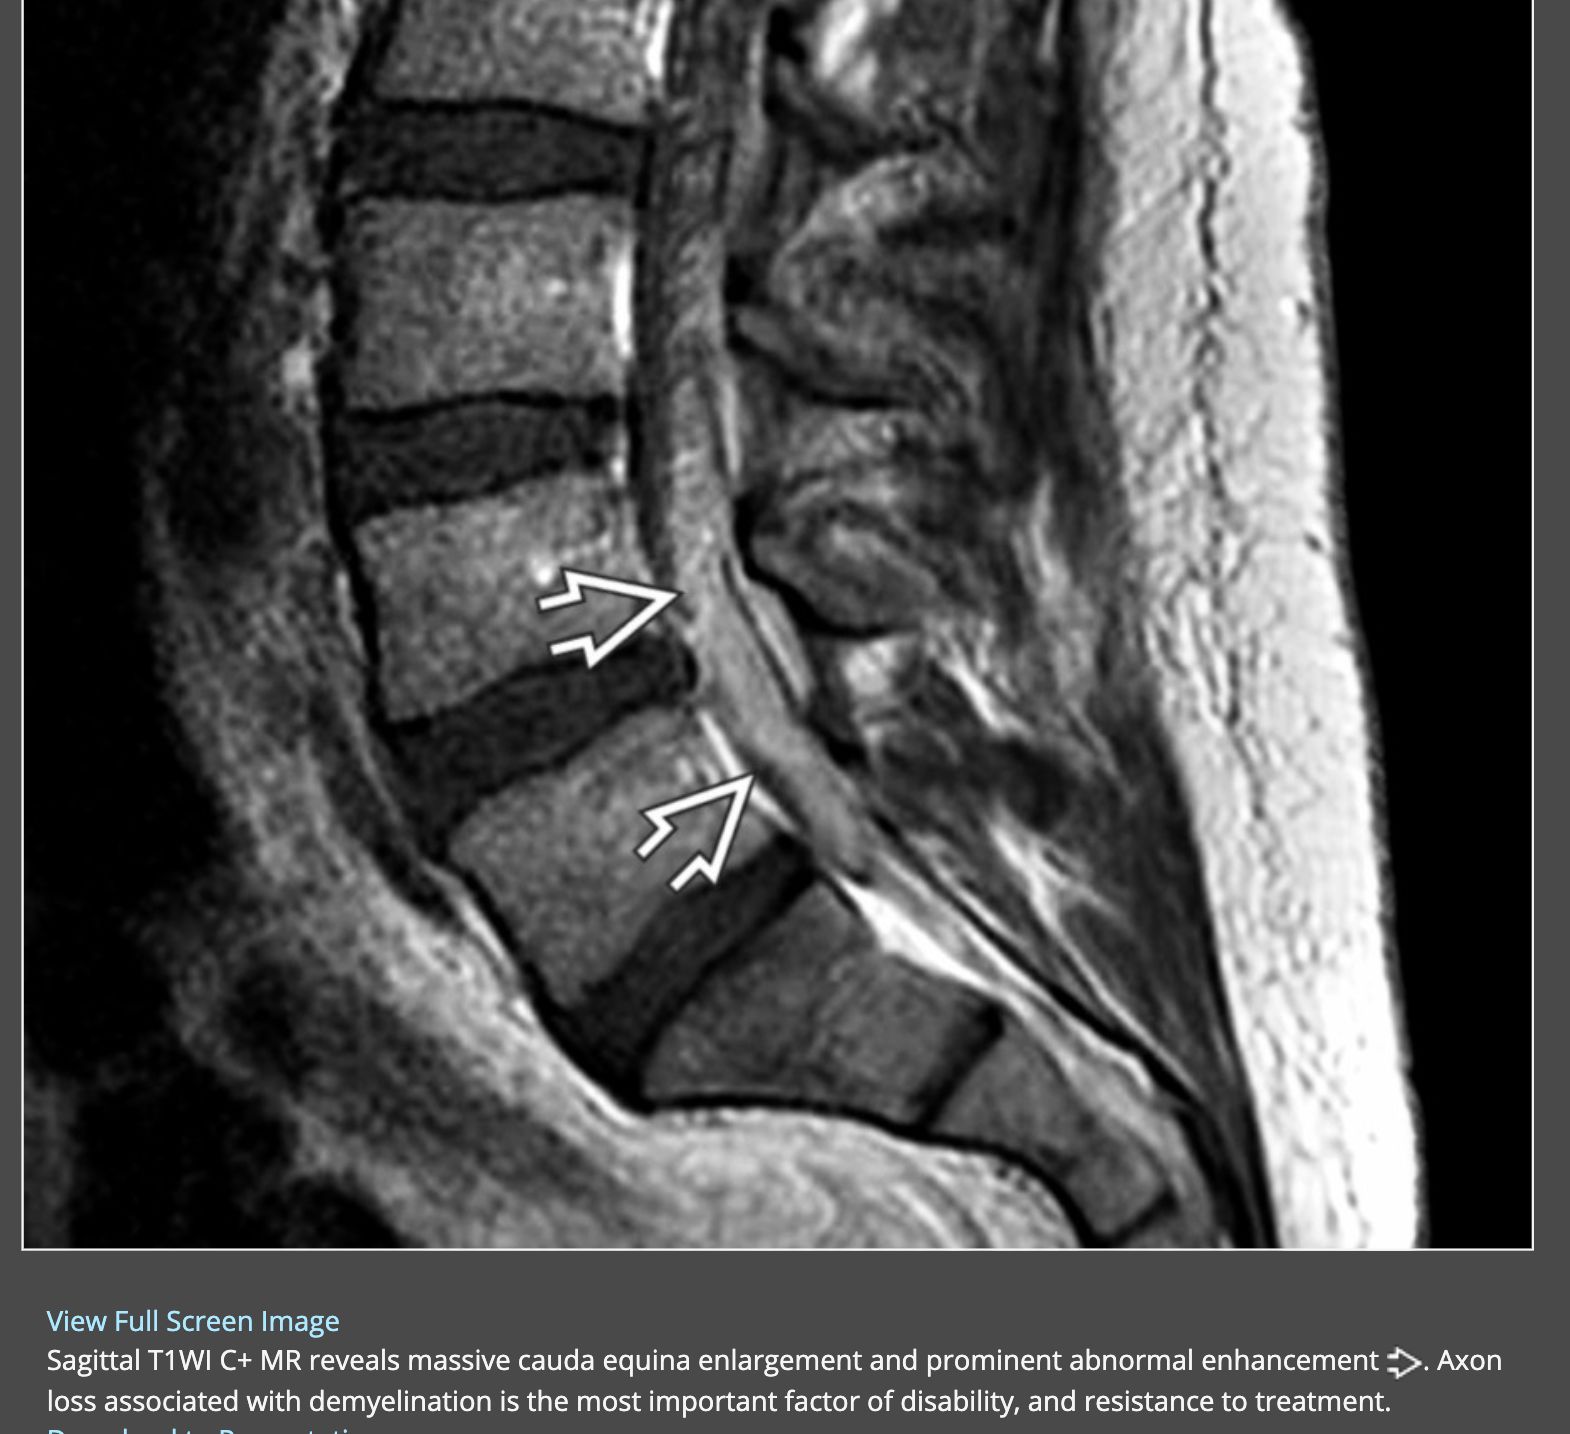 View Full Screen Image
Sagittal T1WI C+ MR reveals massive cauda equina enlargement and prominent abnormal enhancement . Axon
loss associated with demyelination is the most important factor of disability, and resistance to treatment.